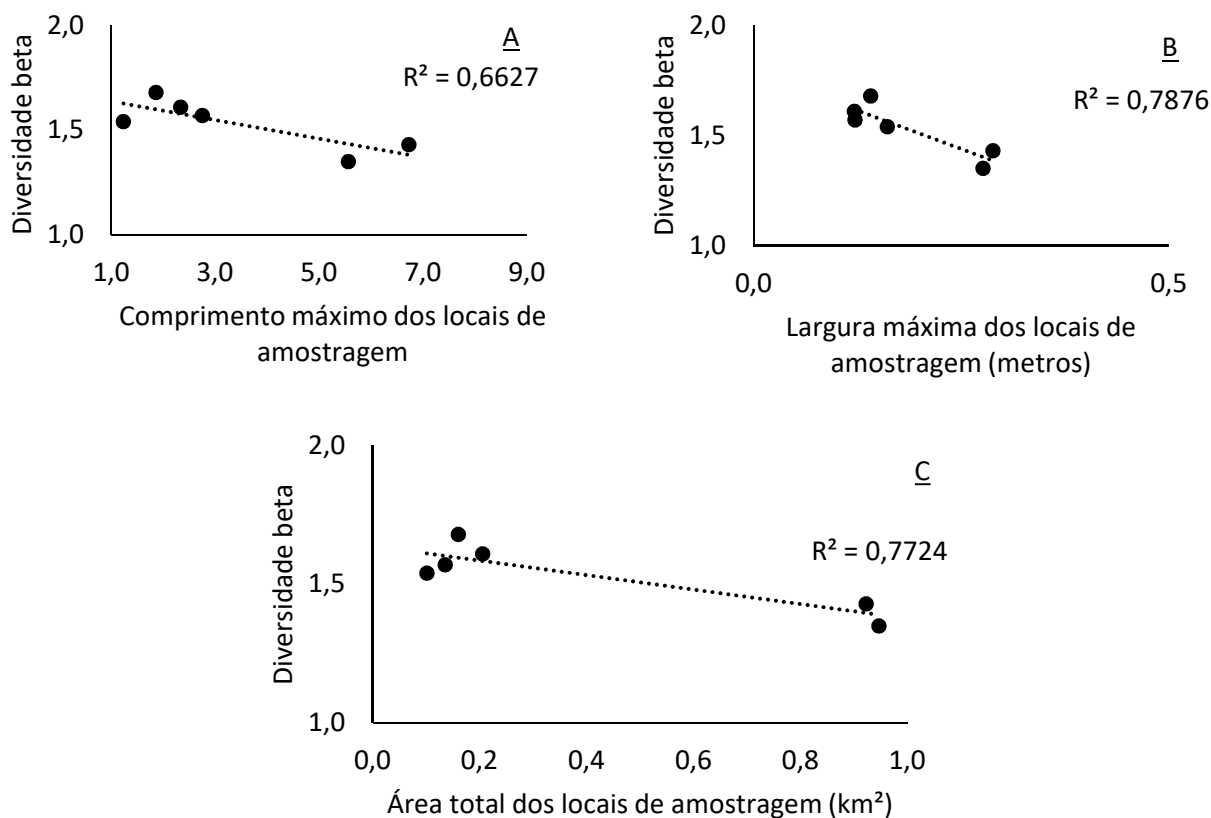 2,0
1,5
1,0
Diversidade beta
A
R² = 0,6627
1,0 3,0 5,0 7,0 9,0
Comprimento máximo dos locais de
amostragem
2,0
1,5
1,0
Diversidade beta
B
R² = 0,7876
0,0 0,5
Largura máxima dos locais de
amostragem (metros)
2,0
1,5
1,0
Diversidade beta
C
R² = 0,7724
0,0 0,2 0,4 0,6 0,8 1,0
Área total dos locais de amostragem (km²)